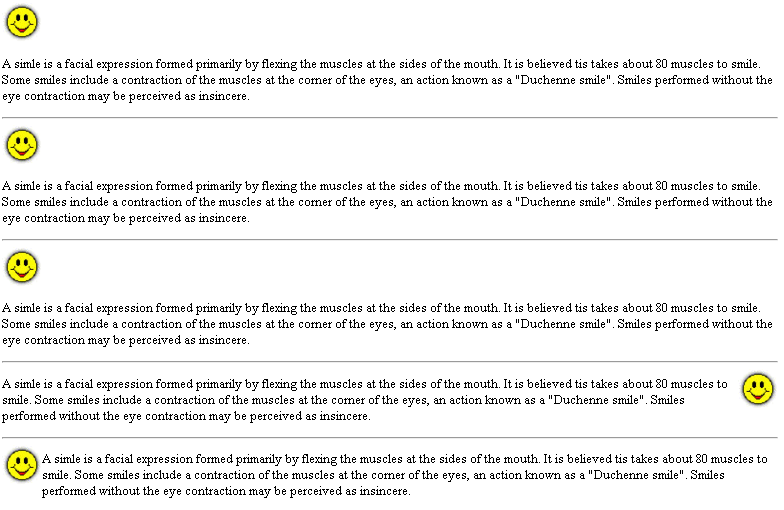 A simle is a facial expression formed primarily by flexing the muscles at the sides of the mouth. It is believed tis takes about 80 muscles to smile.
Some smiles include a contraction of the muscles at the corner of the eyes, an action known as a "Duchenne smile". Smiles performed without the
eye contraction may be perceived as insincere.
A simle is a facial expression formed primarily by flexing the muscles at the sides of the mouth. It is believed tis takes about 80 muscles to smile.
Some smiles include a contraction of the muscles at the corner of the eyes, an action known as a "Duchenne smile". Smiles performed without the
eye contraction may be perceived as insincere.
A simle is a facial expression formed primarily by flexing the muscles at the sides of the mouth. It is believed tis takes about 80 muscles to smile.
Some smiles include a contraction of the muscles at the corner of the eyes, an action known as a "Duchenne smile". Smiles performed without the
eye contraction may be perceived as insincere.
A simle is a facial expression formed primarily by flexing the muscles at the sides of the mouth. It is believed tis takes about 80 muscles to
smile. Some smiles include a contraction of the muscles at the corner of the eyes, an action known as a "Duchenne smile". Smiles
performed without the eye contraction may be perceived as insincere.
A simle is a facial expression formed primarily by flexing the muscles at the sides of the mouth. It is believed tis takes about 80 muscles to
smile. Some smiles include a contraction of the muscles at the corner of the eyes, an action known as a "Duchenne smile". Smiles
performed without the eye contraction may be perceived as insincere.